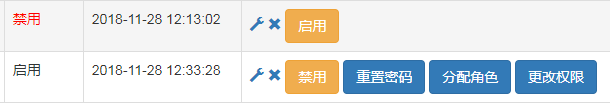 禁用 2018-11-28 12:13:02 启用
启用 2018-11-28 12:33:28 禁用 重置密码 分配角色 更改权限